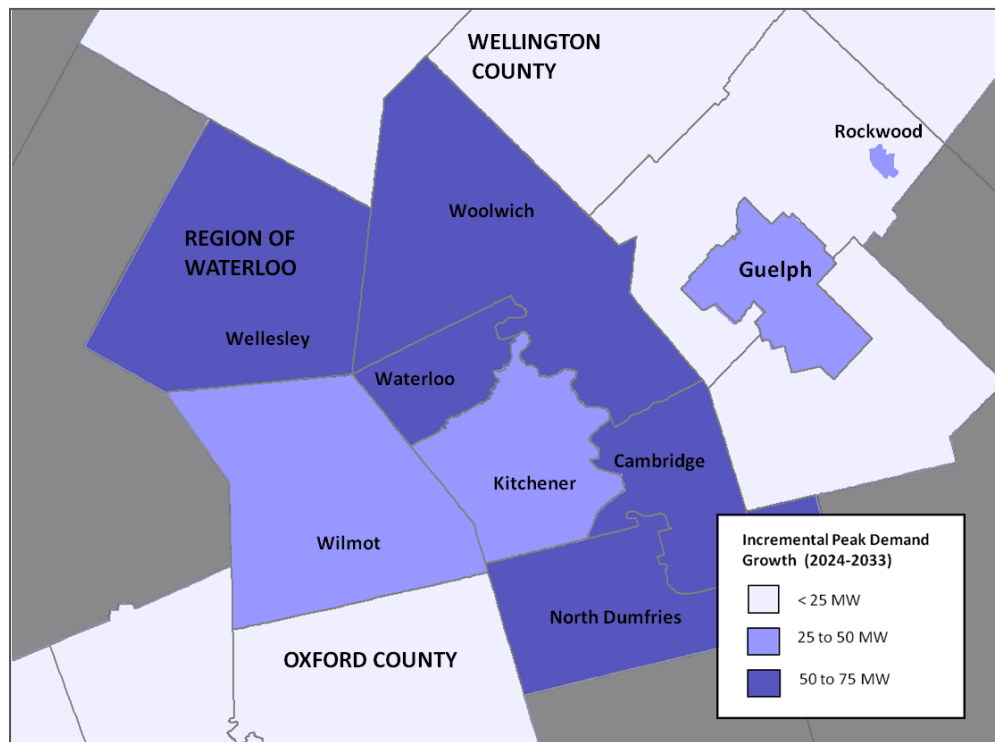 WELLINGTON
COUNTY
Rockwood
Woolwich
REGION OF
WATERLOO
Guelph
Wellesley
Waterloo
Cambridge
Kitchener
Wilmot
North Dumfries
OXFORD COUNTY
Incremental Peak Demand
Growth (2024-2033)
< 25 MW
25 to 50 MW
50 to 75 MW